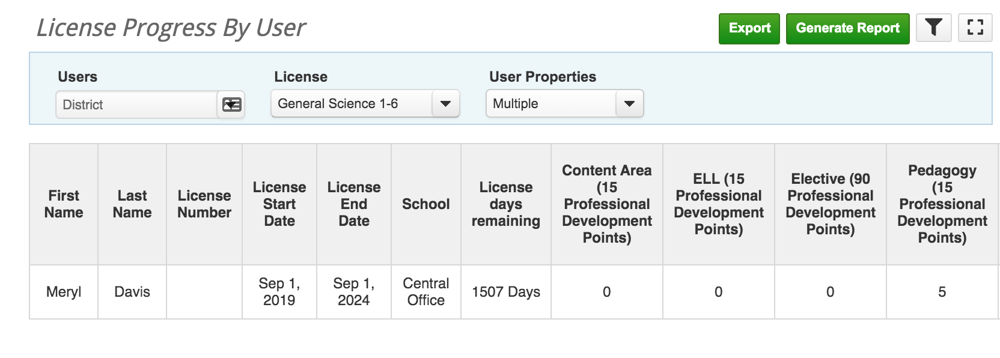 License Progress By User
Export
Generate Report
Users
License
User Properties
District
General Science 1-6
Multiple
First
Name
Last
Name
License
Number
License
Start
Date
License
End
Date
School
License
days
remaining
Content Area
(15
Professional
Development
Points)
ELL (15
Professional
Development
Points)
Elective (90
Professional
Development
Points)
Pedagogy
(15
Professional
Development
Points)
Meryl
Davis
Sep 1,
2019
Sep 1,
2024
Central
Office
1507 Days
0
0
0
5